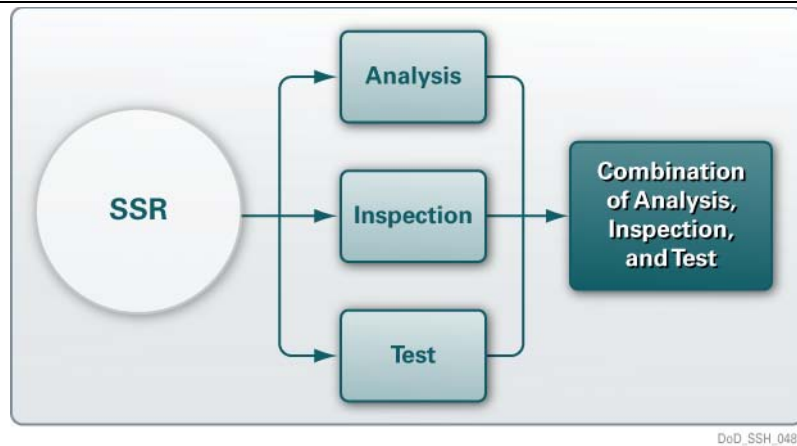 SSR
Analysis
Inspection
Test
Combination
of Analysis,
Inspection,
and Test
DoD_SSH_048